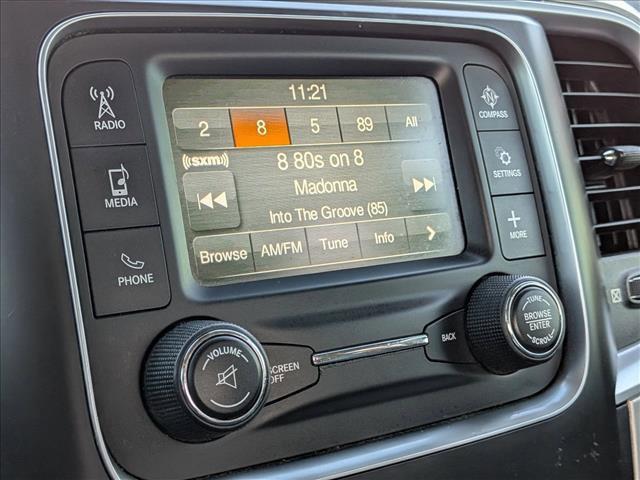 11:21
2 8 5 89 All
((sxm))
8 80s on 8
Madonna
Into The Groove (85)
Browse AM/FM Tune Info >
RADIO
MEDIA
PHONE
N
COMPASS
SETTINGS
+
MORE
VOLUME
SCREEN
OFF
BACK
TUNE
BROWSE
ENTER
SCROLL